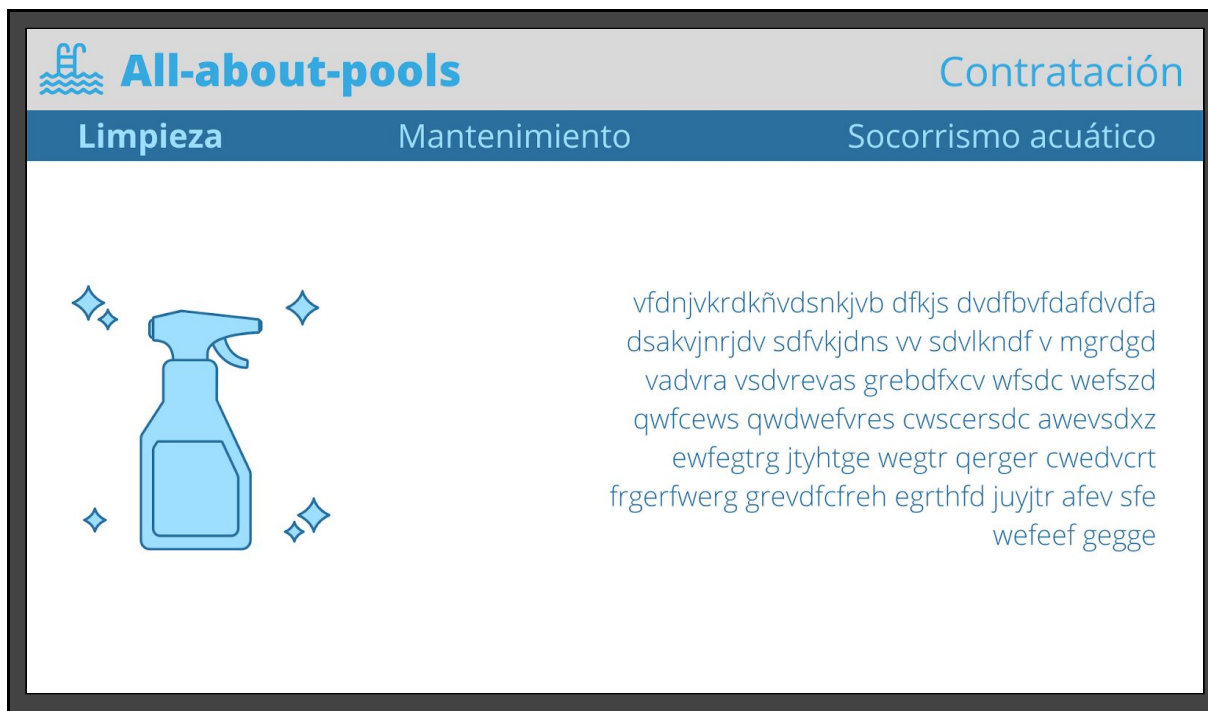 All-about-pools
Contratación
Limpieza
Mantenimiento
Socorrismo acuático
vfdnjvkrdkñvdsnkjvb dfkjs dvdfbvfdafdvdfa
dsakvjnrjdv sdfvkjdns vv sdvlkndf v mgrdgd
vadvra vsdvrevas grebdfxcv wfsdc wefszd
qwfcews qwdwefvres cwscersdc awevsdxz
ewfegtrg jtyhtge wegtr qerger cwedvcrt
frgerfwerg grevdfcfreh egrthfd juyjtr afev sfe
wefeef gegge